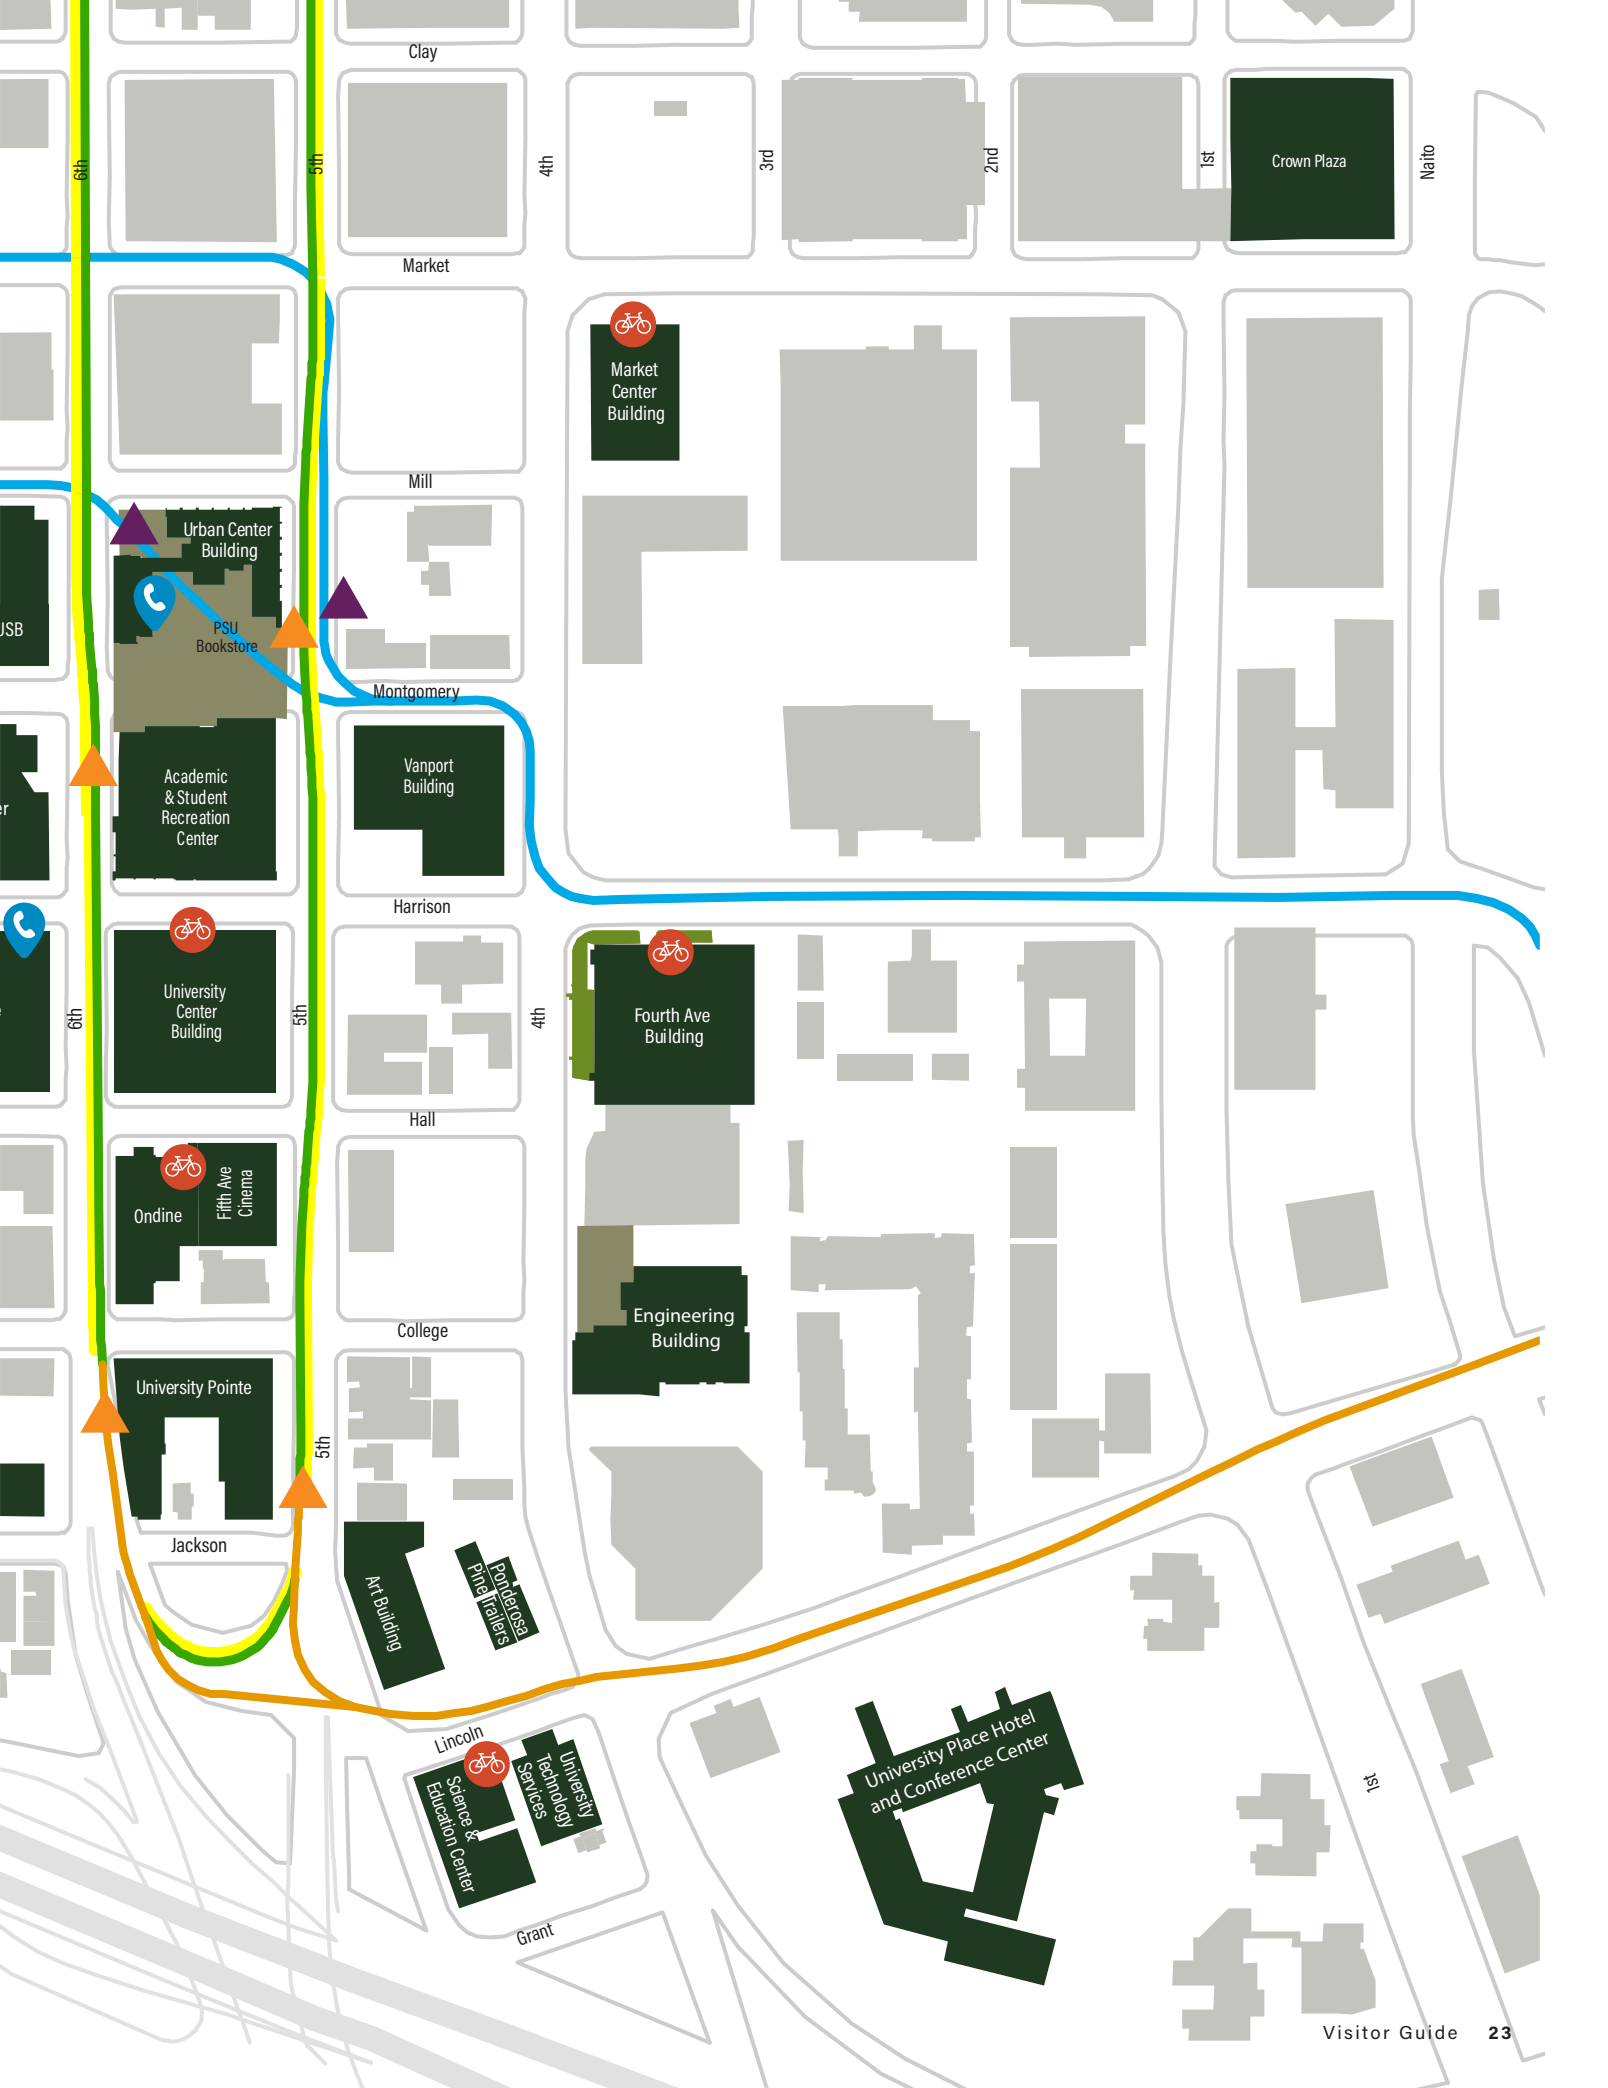 Clay
6th
5th
4th
3rd
2nd
1st
Crown Plaza
Naito
Market
Market
Center
Building
Mill
Urban Center
Building
PSU
Bookstore
JSB
Montgomery
Vanport
Building
Academic
& Student
Recreation
Center
er
Harrison
University
Center
Building
6th
5th
4th
Fourth Ave
Building
Hall
Ondine
Fifth Ave
Cinema
Engineering
Building
College
University Pointe
5th
Jackson
Art Building
Pine
Trailers
Ponderosa
Lincoln
Science &
Education Center
University
Technology
Services
University Place Hotel
and Conference Center
1st
Grant
Visitor Guide 23